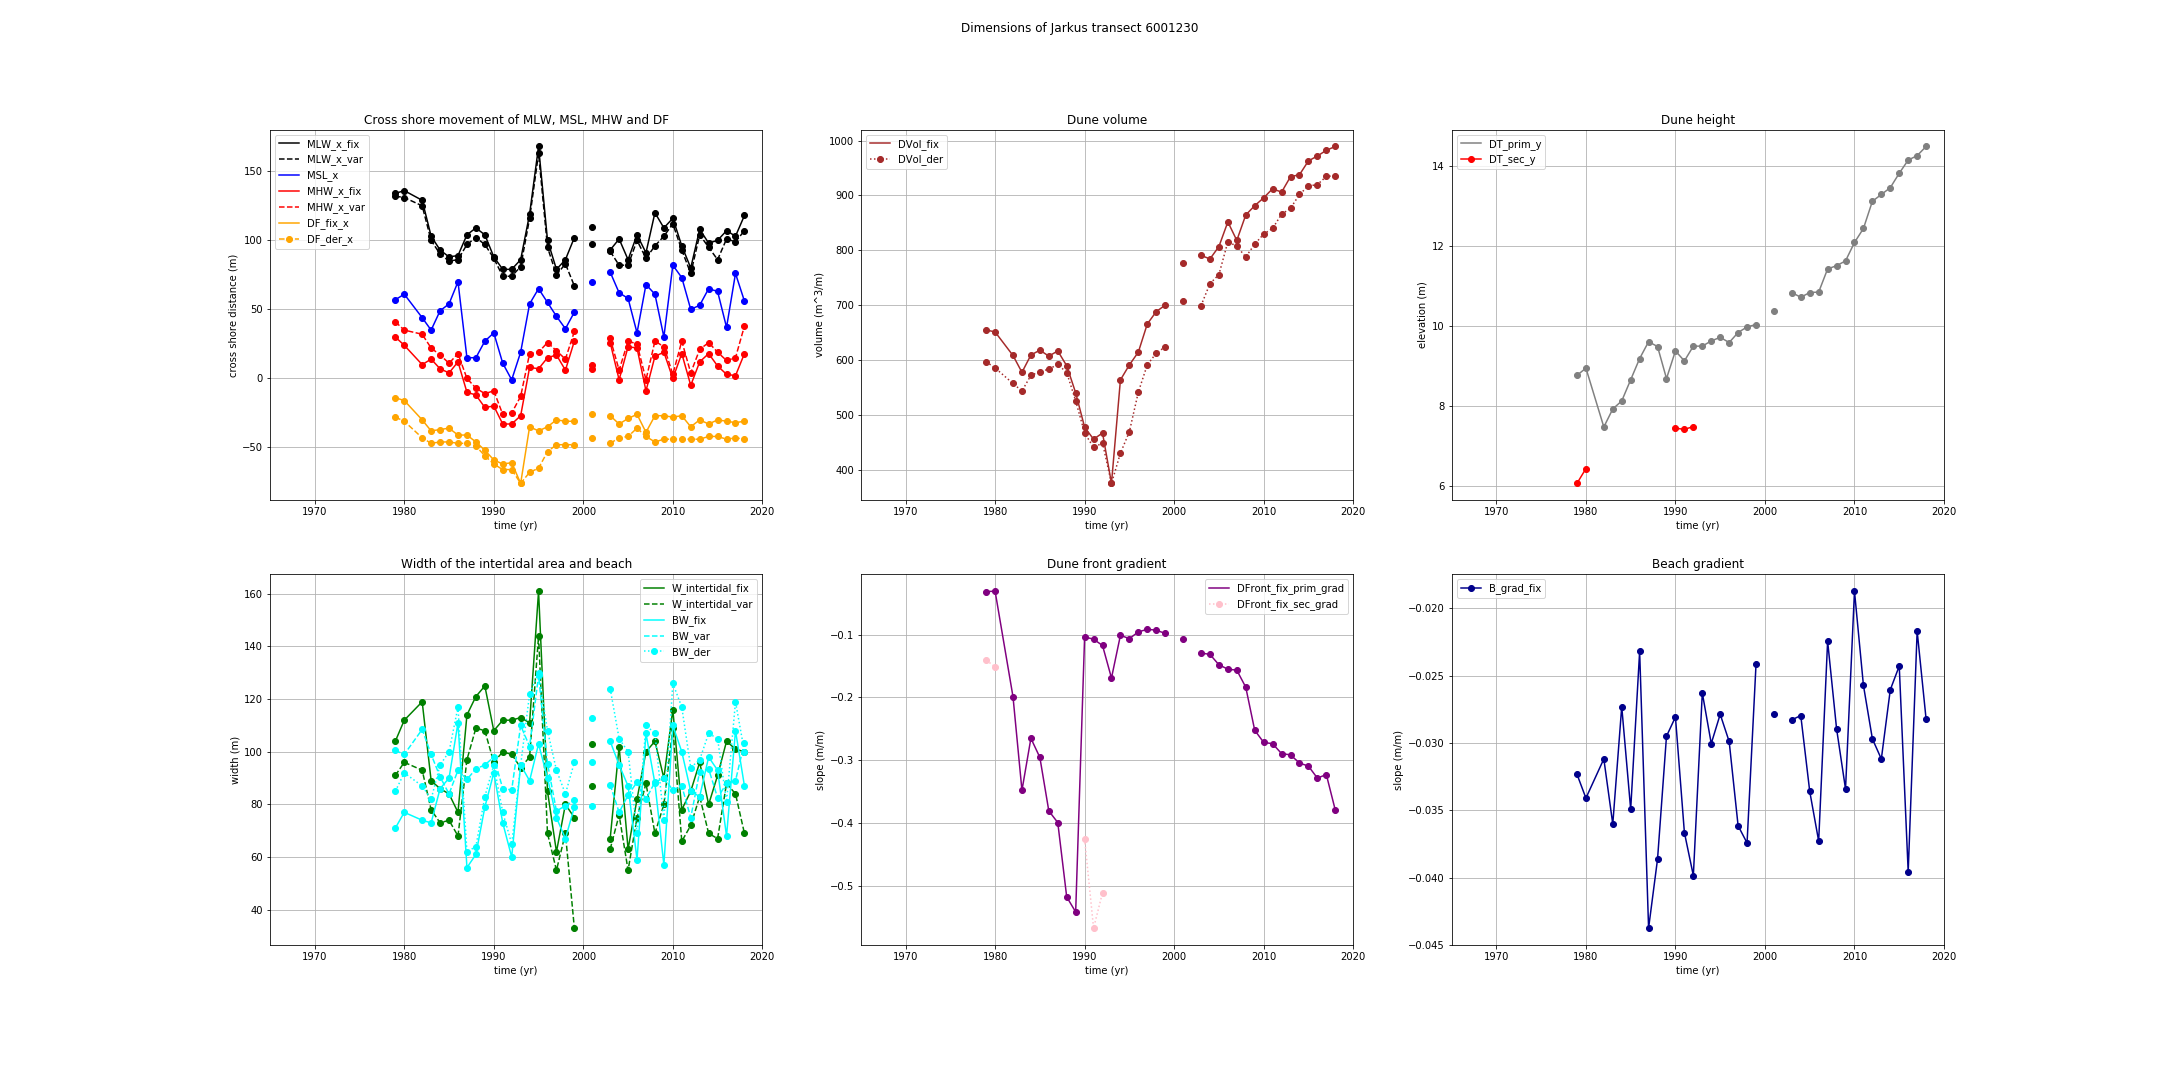 Dimensions of Jarkus transect 6001230
Cross shore movement of MLW, MSL, MHW and DF
MLW_x_fix
MLW_x_var
MSL_x
MHW_x_fix
MHW_x_var
DF_fix_x
DF_der_x
cross shore distance (m)
150
100
50
0
−50
1970
1980
1990
2000
2010
2020
time (yr)
Dune volume
DVol_fix
DVol_der
volume (m^3/m)
1000
900
800
700
600
500
400
1970
1980
1990
2000
2010
2020
time (yr)
Dune height
DT_prim_y
DT_sec_y
elevation (m)
14
12
10
8
6
1970
1980
1990
2000
2010
2020
time (yr)
Width of the intertidal area and beach
W_intertidal_fix
W_intertidal_var
BW_fix
BW_var
BW_der
width (m)
160
140
120
100
80
60
40
1970
1980
1990
2000
2010
2020
time (yr)
Dune front gradient
DFront_fix_prim_grad
DFront_fix_sec_grad
slope (m/m)
−0.1
−0.2
−0.3
−0.4
−0.5
1970
1980
1990
2000
2010
2020
time (yr)
Beach gradient
B_grad_fix
slope (m/m)
−0.020
−0.025
−0.030
−0.035
−0.040
−0.045
1970
1980
1990
2000
2010
2020
time (yr)